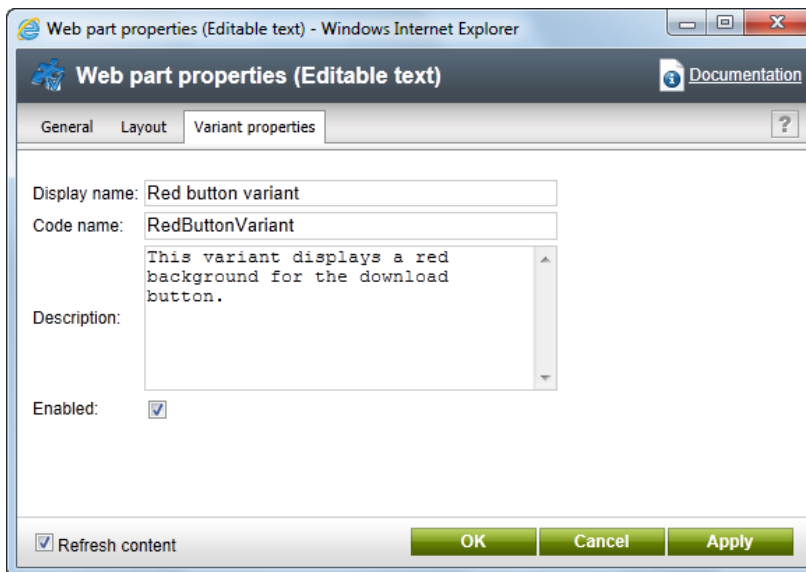 Web part properties (Editable text) - Windows Internet Explorer
Web part properties (Editable text)
Documentation
General Layout Variant properties
?
Display name: Red button variant
Code name: RedButtonVariant
Description:
This variant displays a red
background for the download
button.
Enabled:
Refresh content
OK Cancel Apply